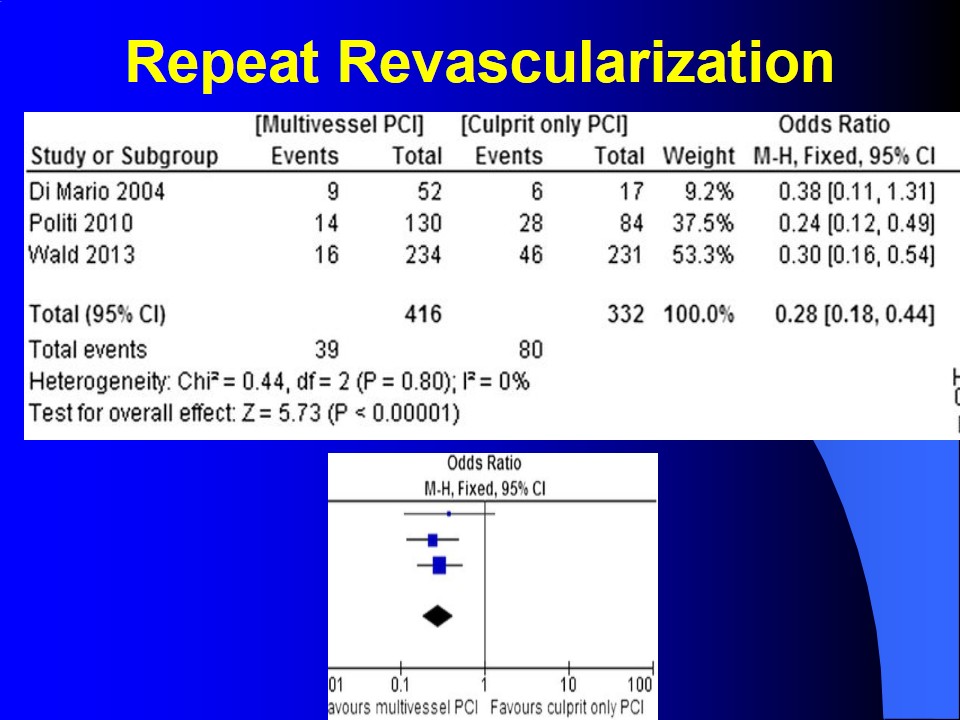 Repeat Revascularization
[Multivessel PCI] [Culprit only PCI] Odds Ratio
Study or Subgroup Events Total Events Total Weight M-H, Fixed, 95% CI
Di Mario 2004 9 52 6 17 9.2% 0.38 [0.11, 1.31]
Politi 2010 14 130 28 84 37.5% 0.24 [0.12, 0.49]
Wald 2013 16 234 46 231 53.3% 0.30 [0.16, 0.54]
Total (95% CI) 416 332 100.0% 0.28 [0.18, 0.44]
Total events 39 80
Heterogeneity: Chi² = 0.44, df = 2 (P = 0.80); I² = 0%
Test for overall effect: Z = 5.73 (P < 0.00001)
Odds Ratio
M-H, Fixed, 95% CI
01 0.1 1 10 100
avours multivessel PCI Favours culprit only PCI